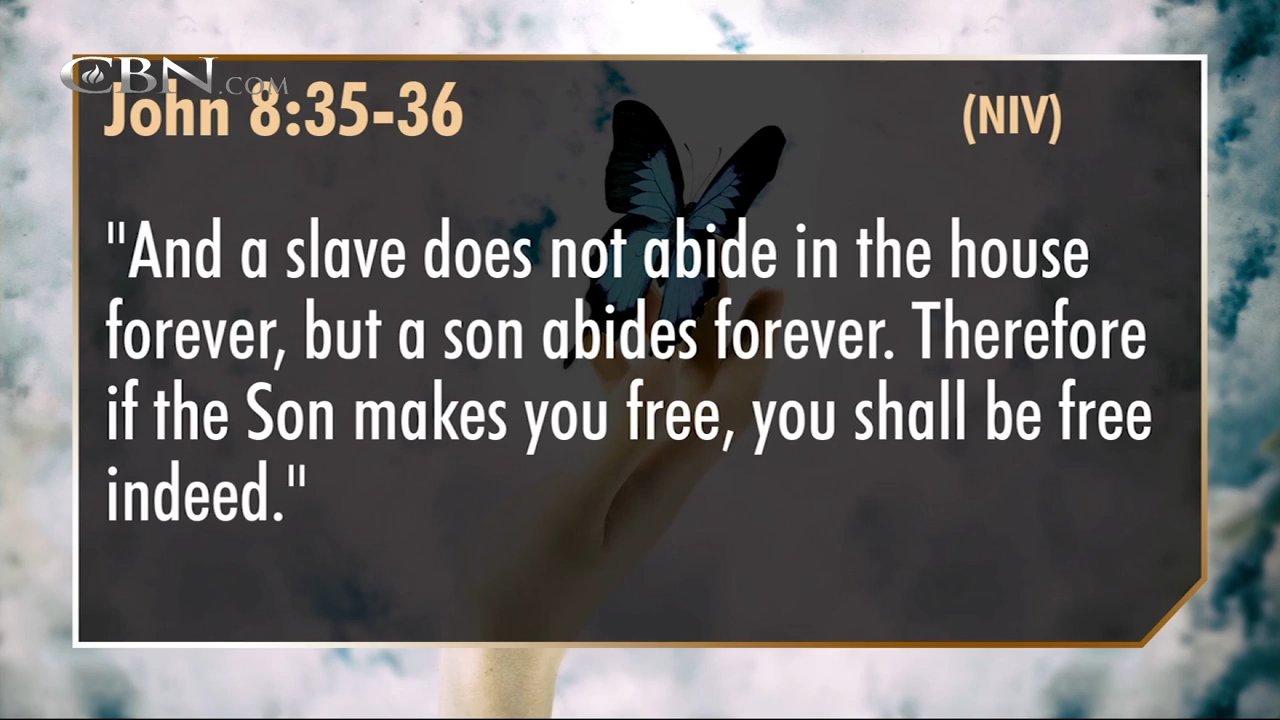 CBN.COM
John 8:35-36 (NIV)
"And a slave does not abide in the house
forever, but a son abides forever. Therefore
if the Son makes you free, you shall be free
indeed."